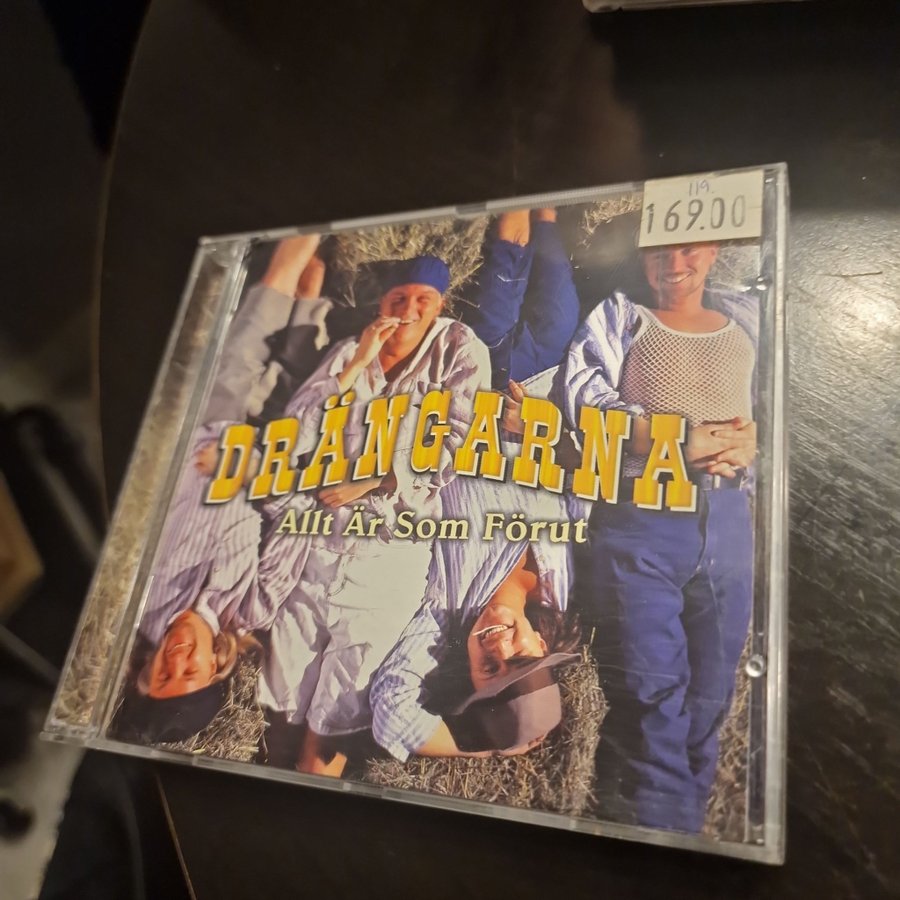 119.
169.00
DRÄNGARNA
Allt Är Som Förut